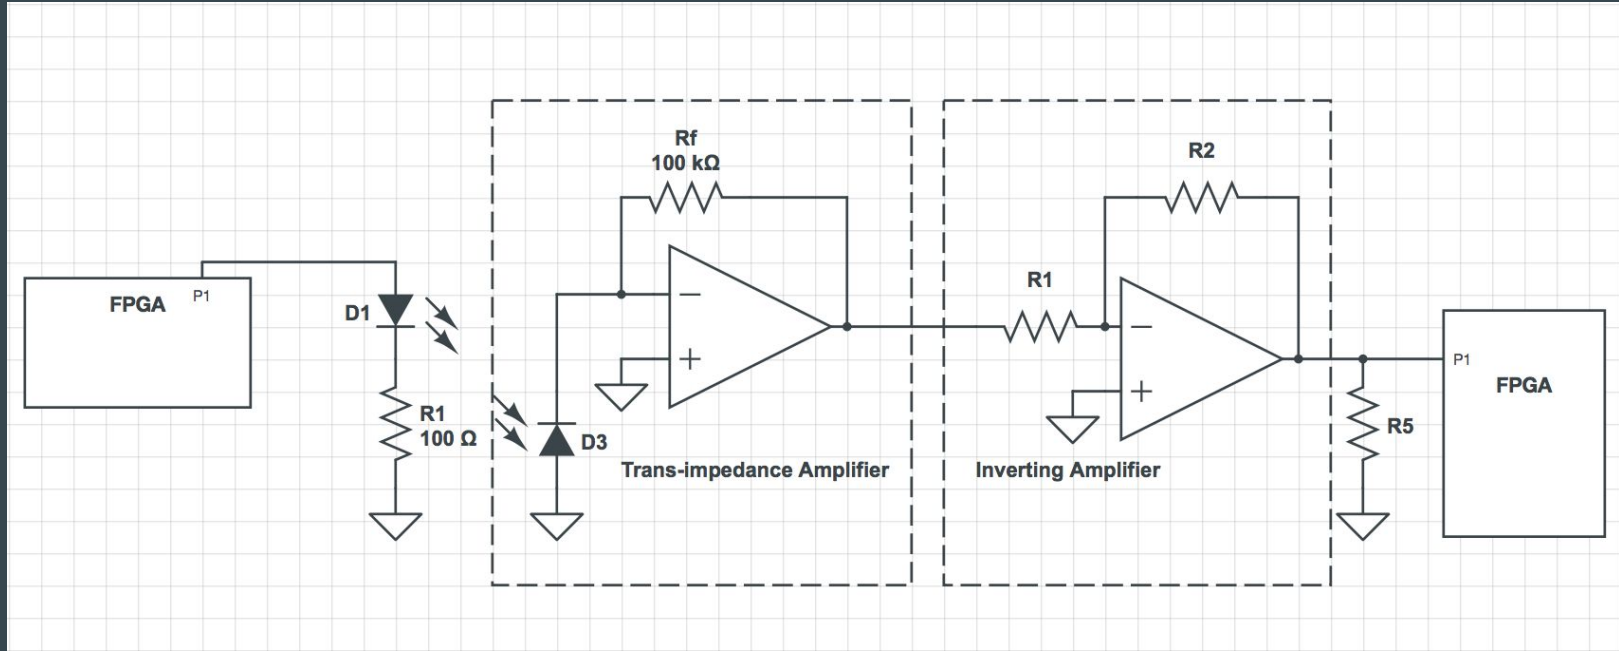 FPGA
P1
D1
R1
100 Ω
Rf
100 kΩ
−
+
D3
Trans-impedance Amplifier
R1
R2
−
+
Inverting Amplifier
R5
P1
FPGA